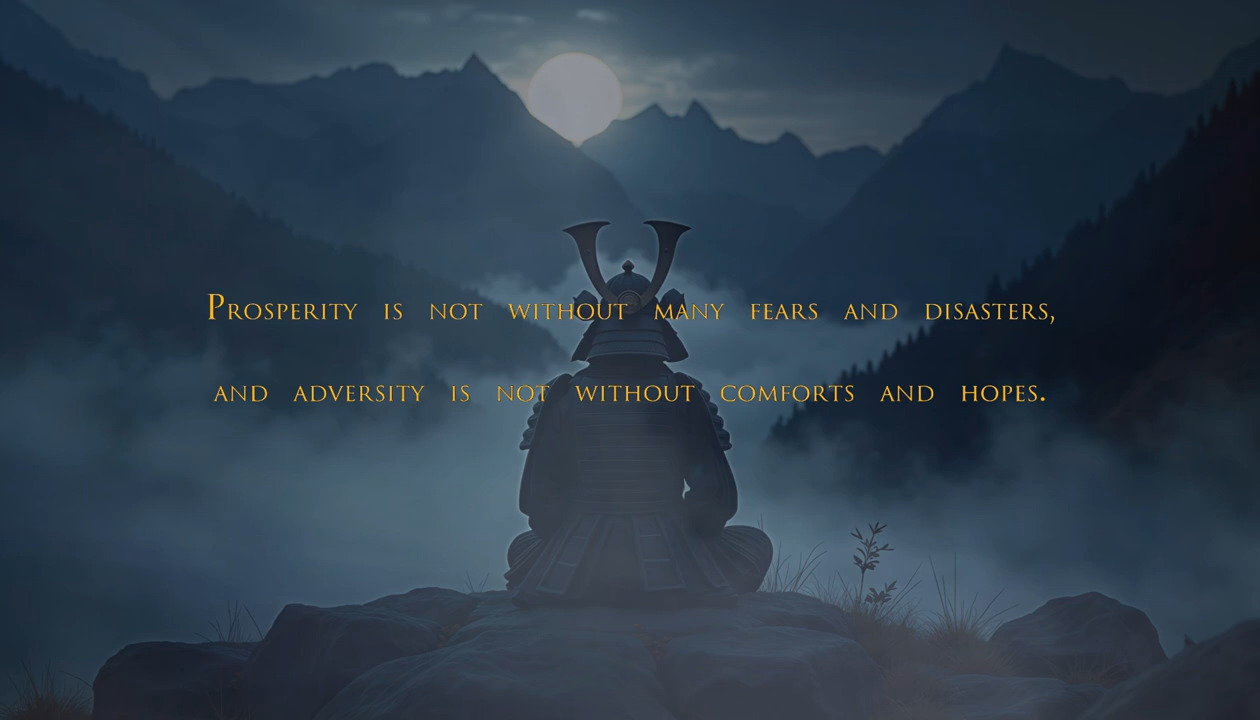 Prosperity is not without many fears and disasters,
and adversity is not without comforts and hopes.